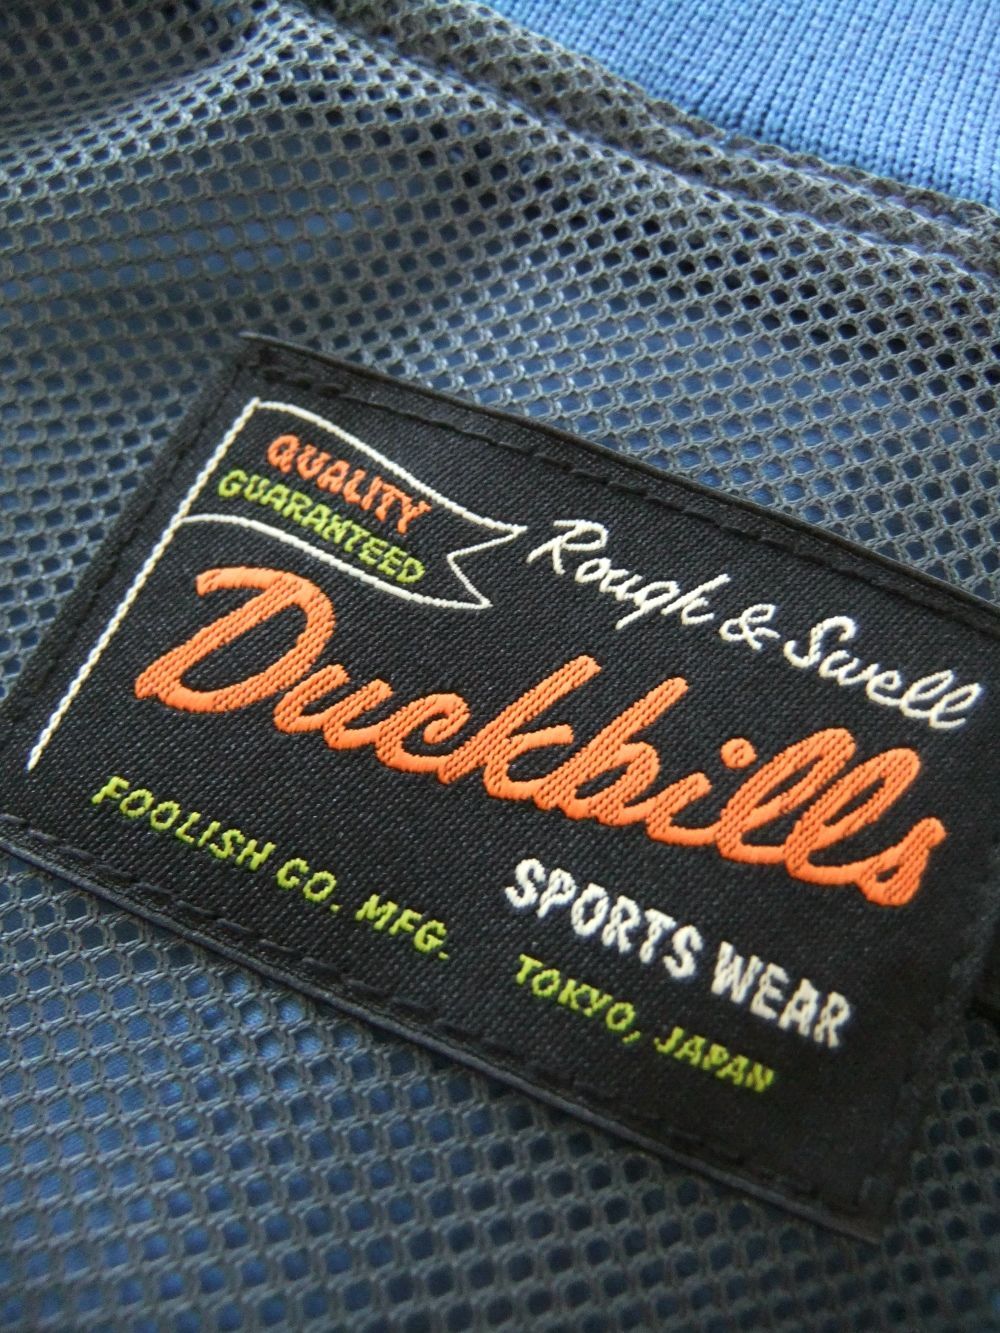 QUALITY
GUARANTEED
Rough & Swell
Duckbills
SPORTS WEAR
FOOLISH CO. MFG. TOKYO, JAPAN